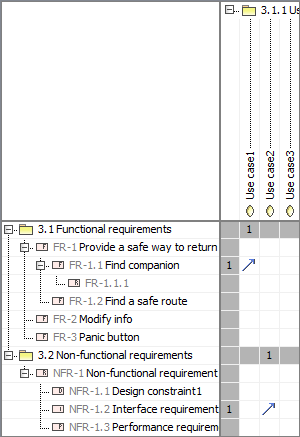 3.1.1 Us
Use case1
Use case2
Use case3
3.1 Functional requirements 1
FR-1 Provide a safe way to return
FR-1.1 Find companion 1
FR-1.1.1
FR-1.2 Find a safe route
FR-2 Modify info
FR-3 Panic button
3.2 Non-functional requirements 1
NFR-1 Non-functional requirement
NFR-1.1 Design constraint1
NFR-1.2 Interface requirement 1
NFR-1.3 Performance requirem